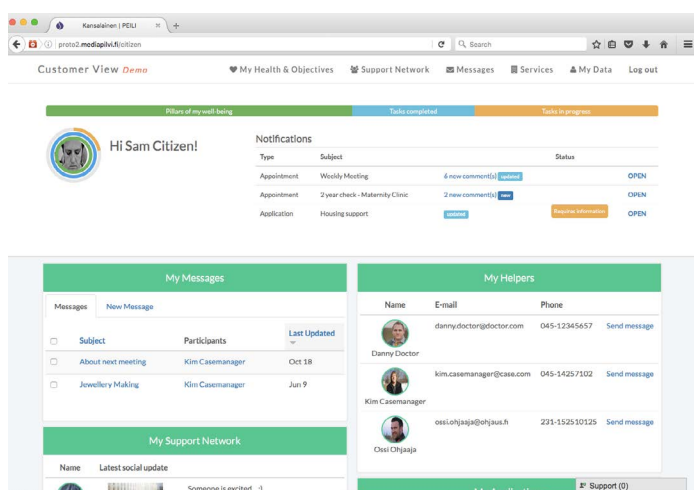 Kansalainen | PEILI
proto2.mediapilvi.fi/citizen
Search
Customer View Demo
My Health & Objectives
Support Network
Messages
Services
My Data
Log out
Pillars of my well-being
Tasks completed
Tasks in progress
Hi Sam Citizen!
Notifications
Type Subject Status
Appointment Weekly Meeting 6 new comment(s) updated OPEN
Appointment 2 year check - Maternity Clinic 2 new comment(s) new OPEN
Application Housing support updated Requires information OPEN
My Messages
Messages New Message
Subject Participants Last Updated
About next meeting Kim Casemanager Oct 18
Jewellery Making Kim Casemanager Jun 9
My Helpers
Name E-mail Phone
danny.doctor@doctor.com 045-12345657 Send message
Danny Doctor
kim.casemanager@case.com 045-14257102 Send message
Kim Casemanager
ossi.ohjaaja@ohjaus.fi 231-152510125 Send message
Ossi Ohjaaja
My Support Network
Name Latest social update
Someone is excited. :)
Support (0)